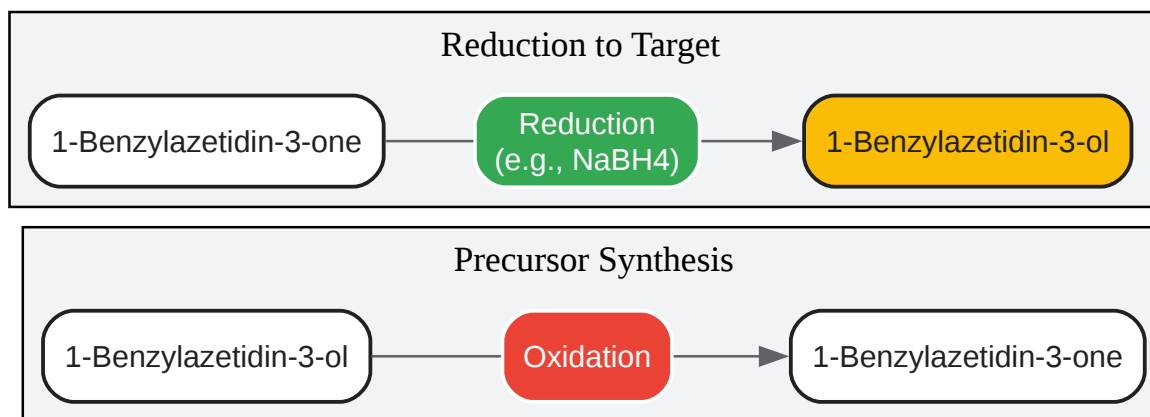 Reduction to Target
1-Benzylazetidin-3-one
Reduction
(e.g., NaBH4)
1-Benzylazetidin-3-ol
Precursor Synthesis
1-Benzylazetidin-3-ol
Oxidation
1-Benzylazetidin-3-one